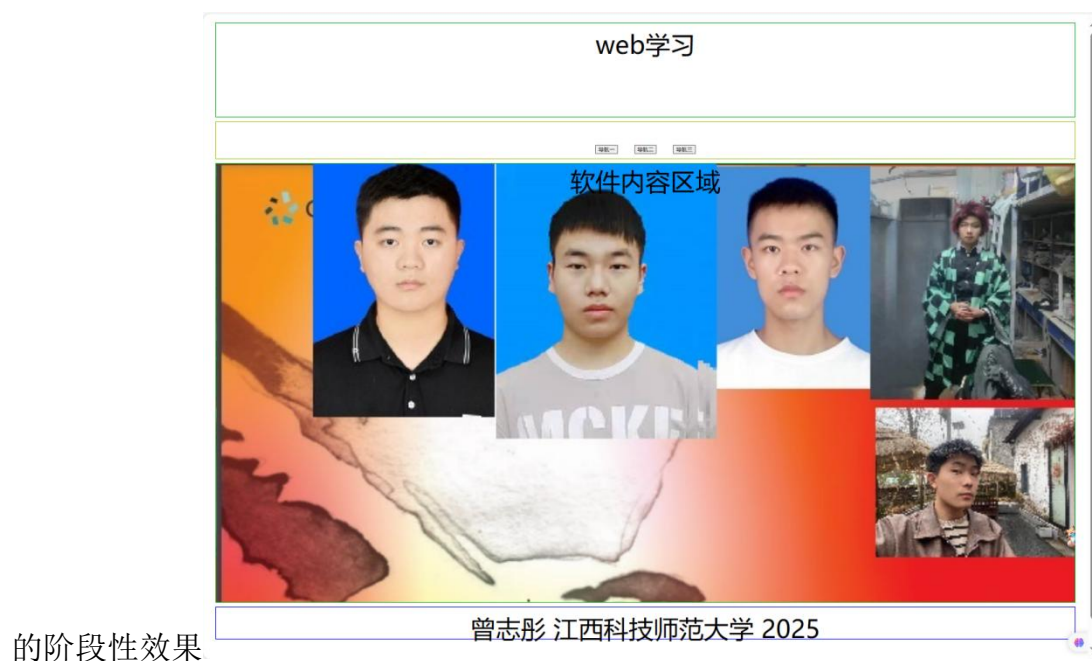 web学习
导航一 导航二 导航三
软件内容区域
曾志彤 江西科技师范大学 2025
的阶段性效果